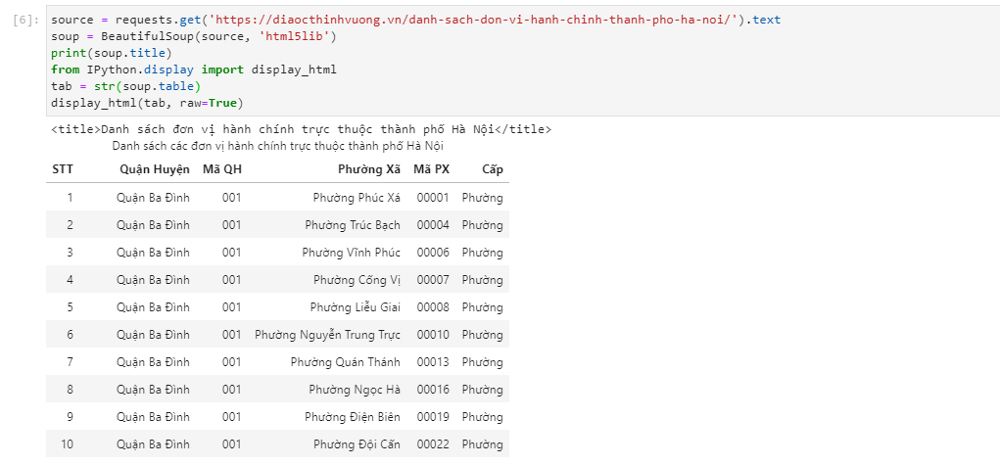 [6]: source = requests.get('https://diaocthinhvuong.vn/danh-sach-don-vi-hanh-chinh-thanh-pho-ha-noi/').text
soup = BeautifulSoup(source, 'html5lib')
print(soup.title)
from IPython.display import display_html
tab = str(soup.table)
display_html(tab, raw=True)
<title>Danh sách đơn vị hành chính trực thuộc thành phố Hà Nội</title>
Danh sách các đơn vị hành chính trực thuộc thành phố Hà Nội
STT Quận Huyện Mã QH Phường Xã Mã PX Cấp
1 Quận Ba Đình 001 Phường Phúc Xá 00001 Phường
2 Quận Ba Đình 001 Phường Trúc Bạch 00004 Phường
3 Quận Ba Đình 001 Phường Vĩnh Phúc 00006 Phường
4 Quận Ba Đình 001 Phường Cống Vị 00007 Phường
5 Quận Ba Đình 001 Phường Liễu Giai 00008 Phường
6 Quận Ba Đình 001 Phường Nguyễn Trung Trực 00010 Phường
7 Quận Ba Đình 001 Phường Quán Thánh 00013 Phường
8 Quận Ba Đình 001 Phường Ngọc Hà 00016 Phường
9 Quận Ba Đình 001 Phường Điện Biên 00019 Phường
10 Quận Ba Đình 001 Phường Đội Cấn 00022 Phường